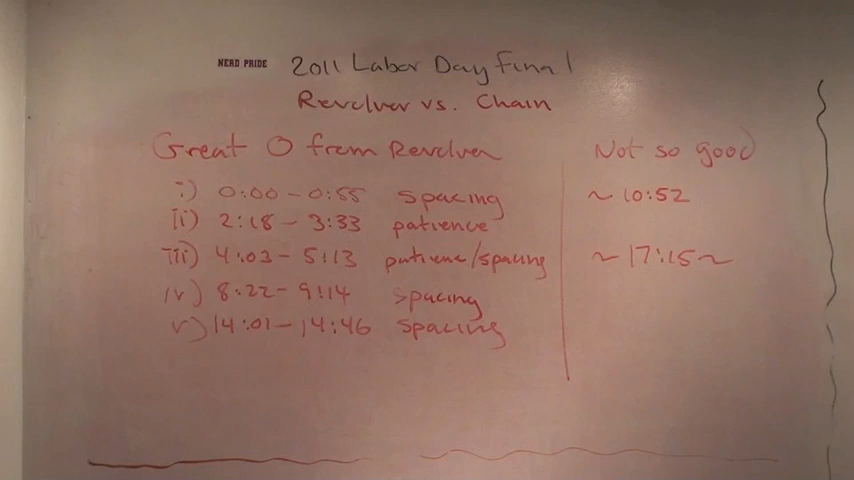 NERD PRIDE 2011 Labor Day Final
Revolver vs. Chain
Great O from Revolver
i) 0:00 - 0:55 spacing
ii) 2:18 - 3:33 patience
iii) 4:03 - 5:13 patienc/spacing
iv) 8:22 - 9:14 spacing
v) 14:01 - 14:46 spacing
Not so good
~ 10:52
~ 17:15 ~